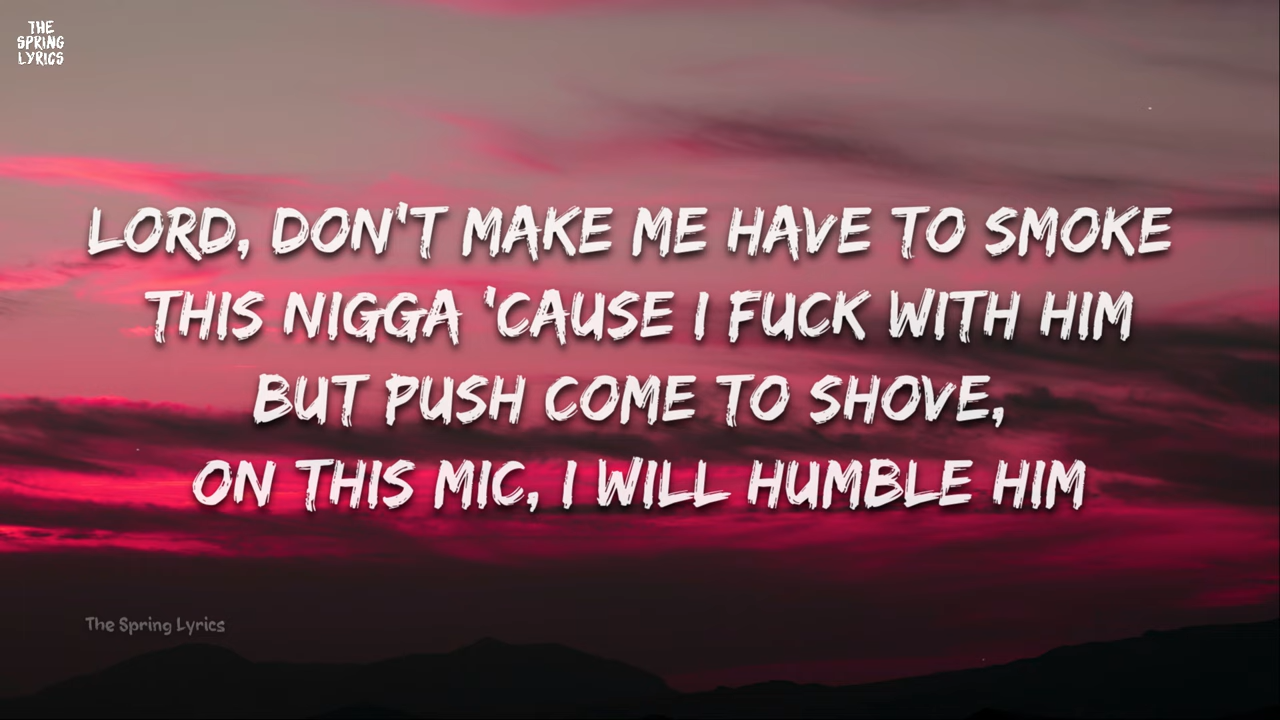 THE
SPRING
LYRICS
LORD, DON'T MAKE ME HAVE TO SMOKE
THIS NIGGA 'CAUSE I FUCK WITH HIM
BUT PUSH COME TO SHOVE,
ON THIS MIC, I WILL HUMBLE HIM
The Spring Lyrics